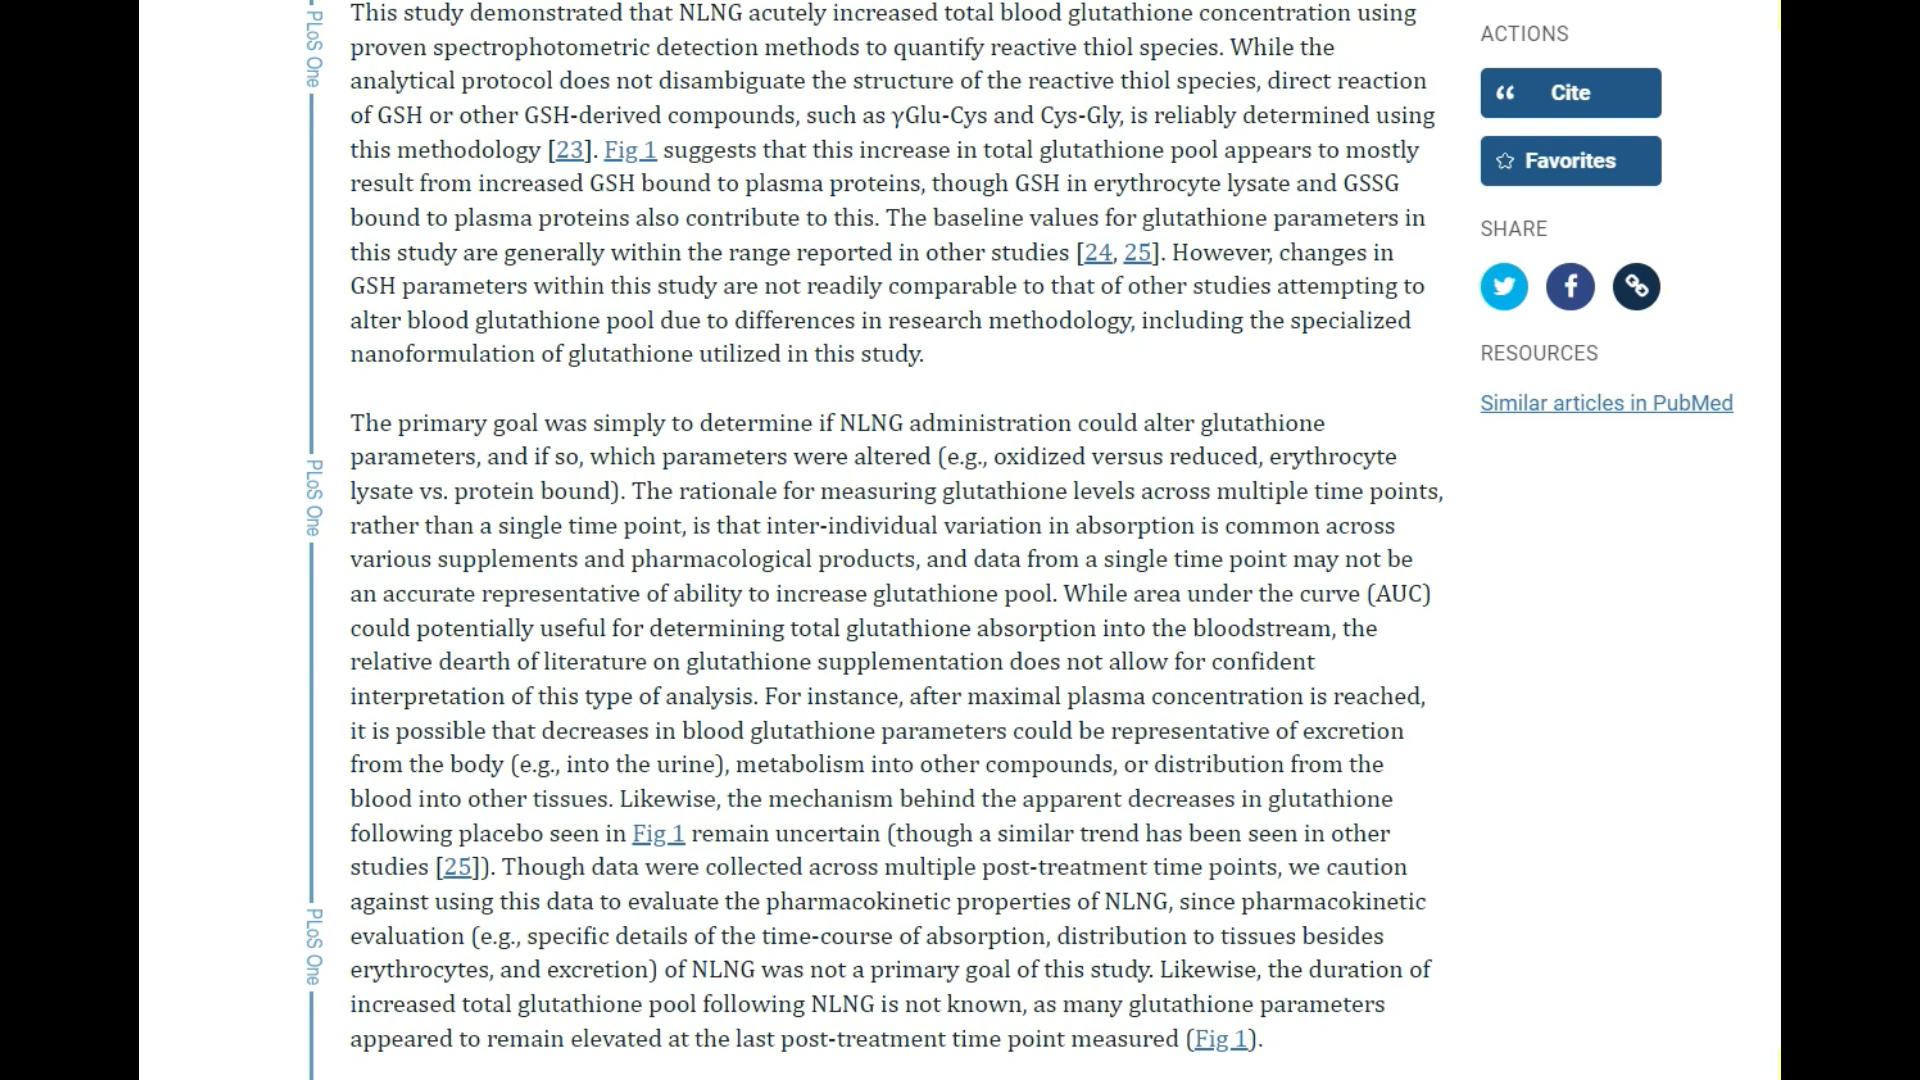 This study demonstrated that NLNG acutely increased total blood glutathione concentration using
proven spectrophotometric detection methods to quantify reactive thiol species. While the
analytical protocol does not disambiguate the structure of the reactive thiol species, direct reaction
of GSH or other GSH-derived compounds, such as γGlu-Cys and Cys-Gly, is reliably determined using
this methodology [23]. Fig 1 suggests that this increase in total glutathione pool appears to mostly
result from increased GSH bound to plasma proteins, though GSH in erythrocyte lysate and GSSG
bound to plasma proteins also contribute to this. The baseline values for glutathione parameters in
this study are generally within the range reported in other studies [24, 25]. However, changes in
GSH parameters within this study are not readily comparable to that of other studies attempting to
alter blood glutathione pool due to differences in research methodology, including the specialized
nanoformulation of glutathione utilized in this study.
The primary goal was simply to determine if NLNG administration could alter glutathione
parameters, and if so, which parameters were altered (e.g., oxidized versus reduced, erythrocyte
lysate vs. protein bound). The rationale for measuring glutathione levels across multiple time points,
rather than a single time point, is that inter-individual variation in absorption is common across
various supplements and pharmacological products, and data from a single time point may not be
an accurate representative of ability to increase glutathione pool. While area under the curve (AUC)
could potentially useful for determining total glutathione absorption into the bloodstream, the
relative dearth of literature on glutathione supplementation does not allow for confident
interpretation of this type of analysis. For instance, after maximal plasma concentration is reached,
it is possible that decreases in blood glutathione parameters could be representative of excretion
from the body (e.g., into the urine), metabolism into other compounds, or distribution from the
blood into other tissues. Likewise, the mechanism behind the apparent decreases in glutathione
following placebo seen in Fig 1 remain uncertain (though a similar trend has been seen in other
studies [25]). Though data were collected across multiple post-treatment time points, we caution
against using this data to evaluate the pharmacokinetic properties of NLNG, since pharmacokinetic
evaluation (e.g., specific details of the time-course of absorption, distribution to tissues besides
erythrocytes, and excretion) of NLNG was not a primary goal of this study. Likewise, the duration of
increased total glutathione pool following NLNG is not known, as many glutathione parameters
appeared to remain elevated at the last post-treatment time point measured (Fig 1).
PLoS One
PLoS One
PLoS One
ACTIONS
Cite
Favorites
SHARE
RESOURCES
Similar articles in PubMed